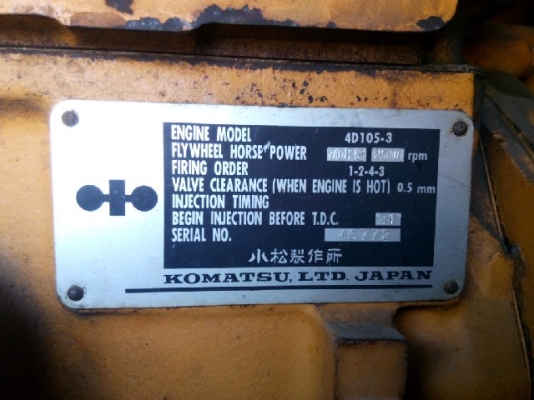 ENGINE MODEL 4D105-3
FLYWHEEL HORSE POWER rpm
FIRING ORDER 1-2-4-3
VALVE CLEARANCE (WHEN ENGINE IS HOT) 0.5 mm
INJECTION TIMING
BEGIN INJECTION BEFORE T.D.C.
SERIAL NO.
小松製作所
KOMATSU, LTD. JAPAN